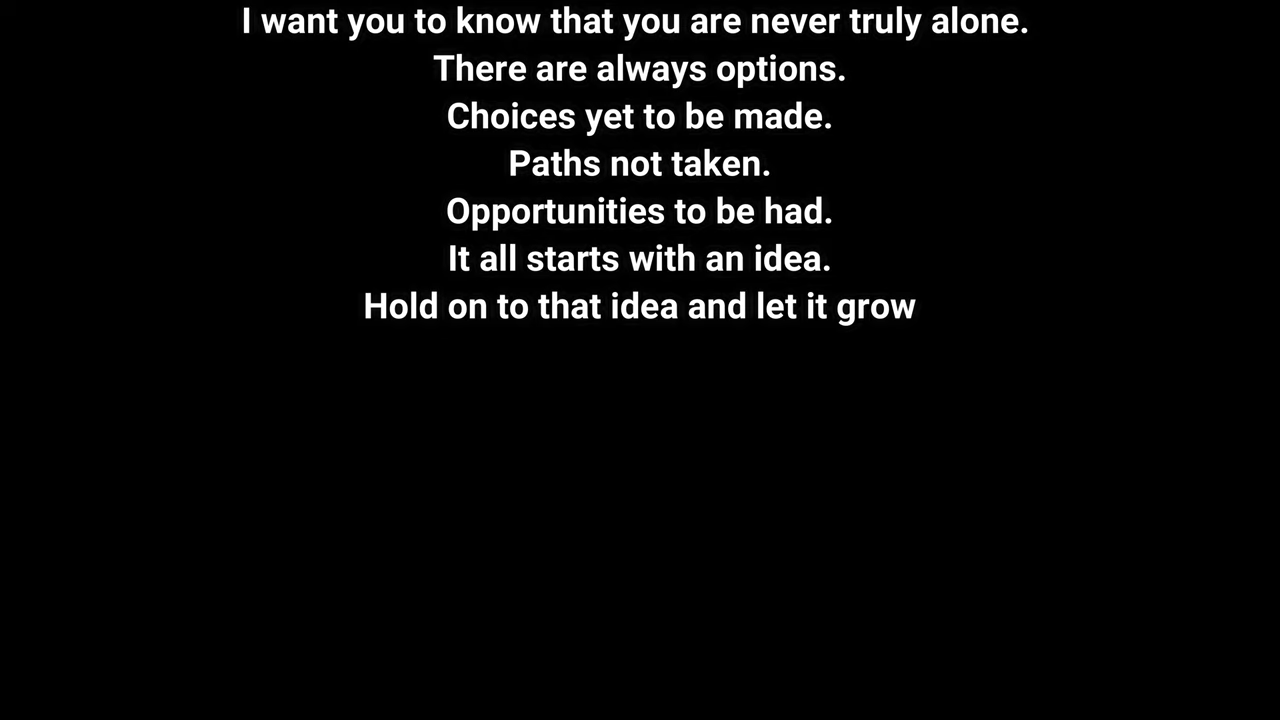 I want you to know that you are never truly alone.
There are always options.
Choices yet to be made.
Paths not taken.
Opportunities to be had.
It all starts with an idea.
Hold on to that idea and let it grow